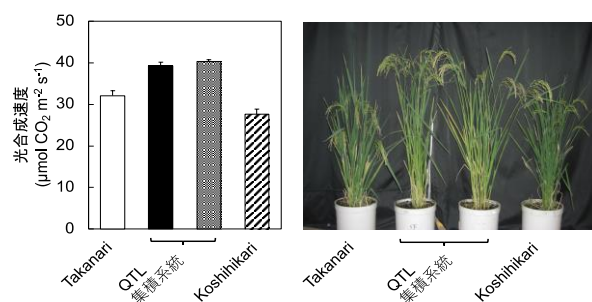 光合成速度
(μmol CO2 m-2 s-1)
50
40
30
20
10
0
Takanari
QTL
集積系統
Koshihikari
Takanari
QTL
集積系統
Koshihikari